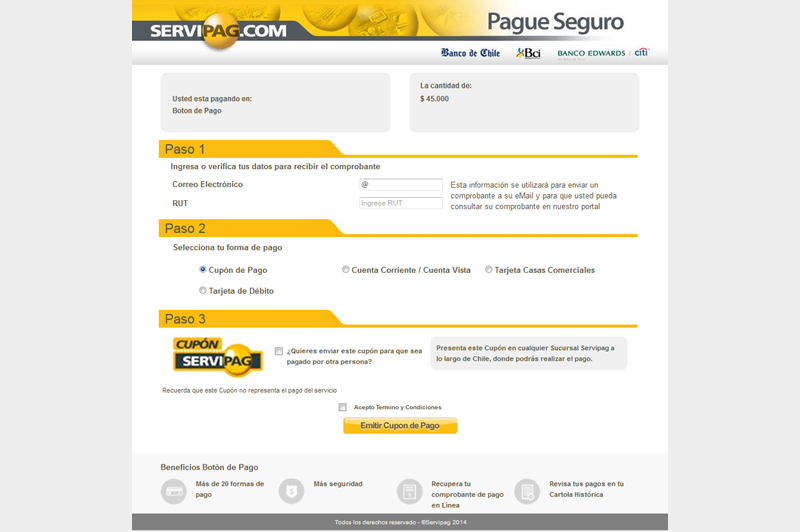 SERVIPAG.COM
Pague Seguro
Banco de Chile
Bci
BANCO EDWARDS | citi
Usted esta pagando en:
Boton de Pago
La cantidad de:
$ 45.000
Paso 1
Ingresa o verifica tus datos para recibir el comprobante
Correo Electrónico
@
RUT
Ingrese RUT
Esta información se utilizará para enviar un
comprobante a su eMail y para que usted pueda
consultar su comprobante en nuestro portal
Paso 2
Selecciona tu forma de pago
Cupón de Pago
Cuenta Corriente / Cuenta Vista
Tarjeta Casas Comerciales
Tarjeta de Débito
Paso 3
CUPÓN
SERVIPAG
¿Quieres enviar este cupón para que sea
pagado por otra persona?
Presenta este Cupón en cualquier Sucursal Servipag a
lo largo de Chile, donde podrás realizar el pago.
Recuerda que este Cupón no representa el pago del servicio
Acepto Termino y Condiciones
Emitir Cupon de Pago
Beneficios Botón de Pago
Más de 20 formas de
pago
Más seguridad
Recupera tu
comprobante de pago
en Linea
Revisa tus pagos en tu
Cartola Histórica
Todos los derechos reservado - ©Servipag 2014